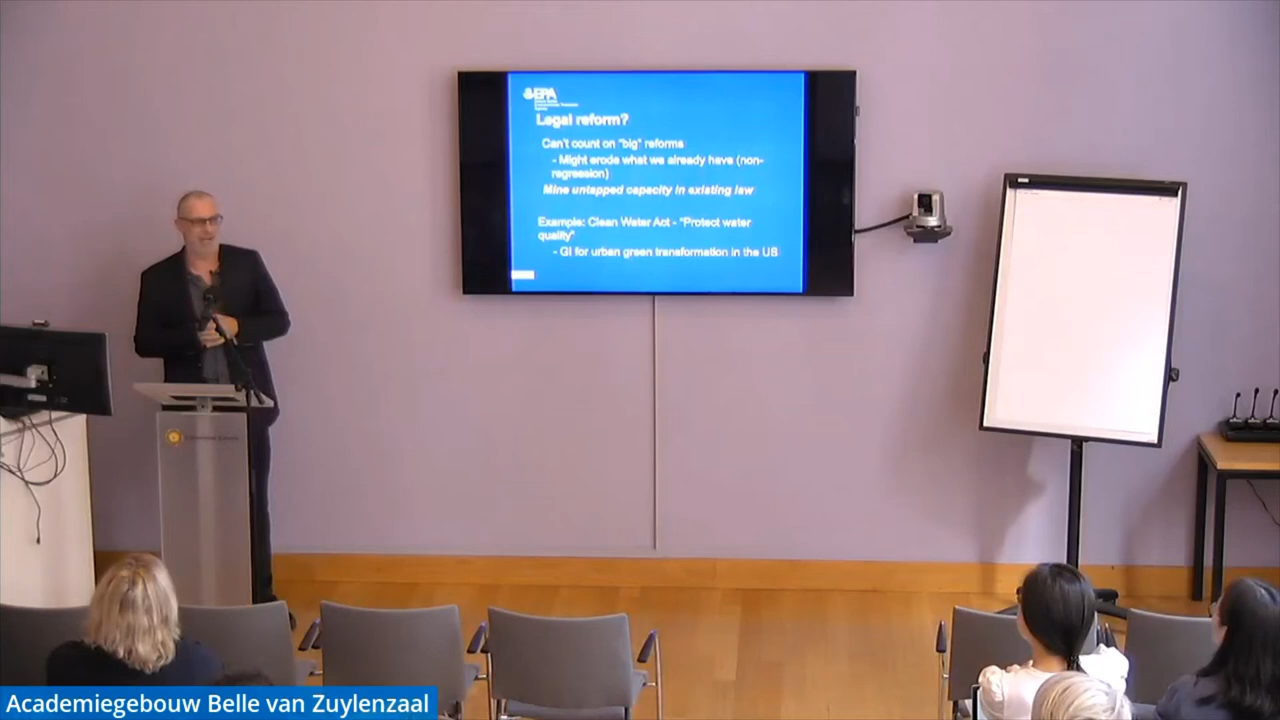 EPA
Legal reform?
Can't count on "big" reforms
- Might erode what we already have (non-
regression)
Mine untapped capacity in existing law
Example: Clean Water Act - "Protect water
quality"
- GI for urban green transformation in the US
Academiegebouw Belle van Zuylenzaal